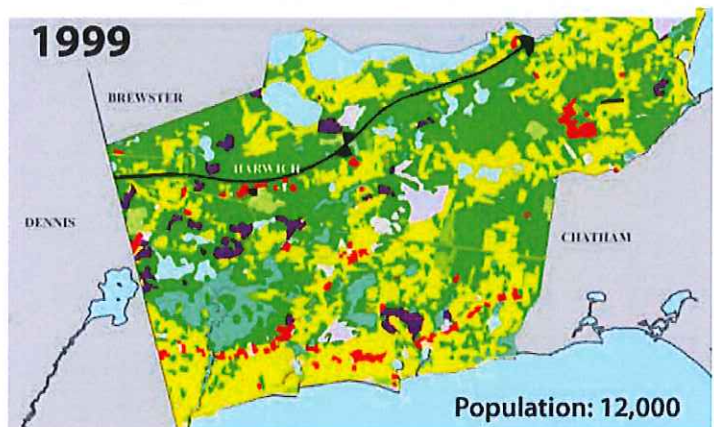 1999
BREWSTER
HARWICH
DENNIS
CHATHAM
Population: 12,000